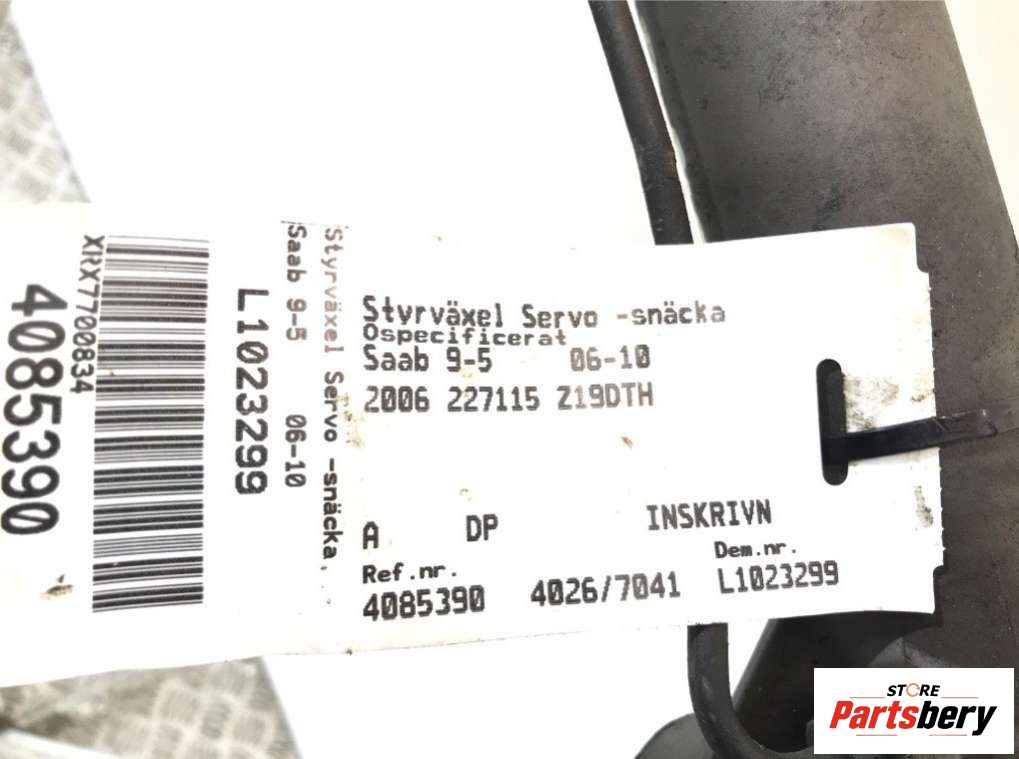 4085390
XRX7700834
L1023299
Saab 9-5 06-10
Styrväxel Servo -snäcka,
Styrväxel Servo -snäcka
Ospecificerat
Saab 9-5 06-10
2006 227115 Z19DTH
A DP INSKRIVN
Ref.nr. Dem.nr.
4085390 4026/7041 L1023299
STORE
Partsbery